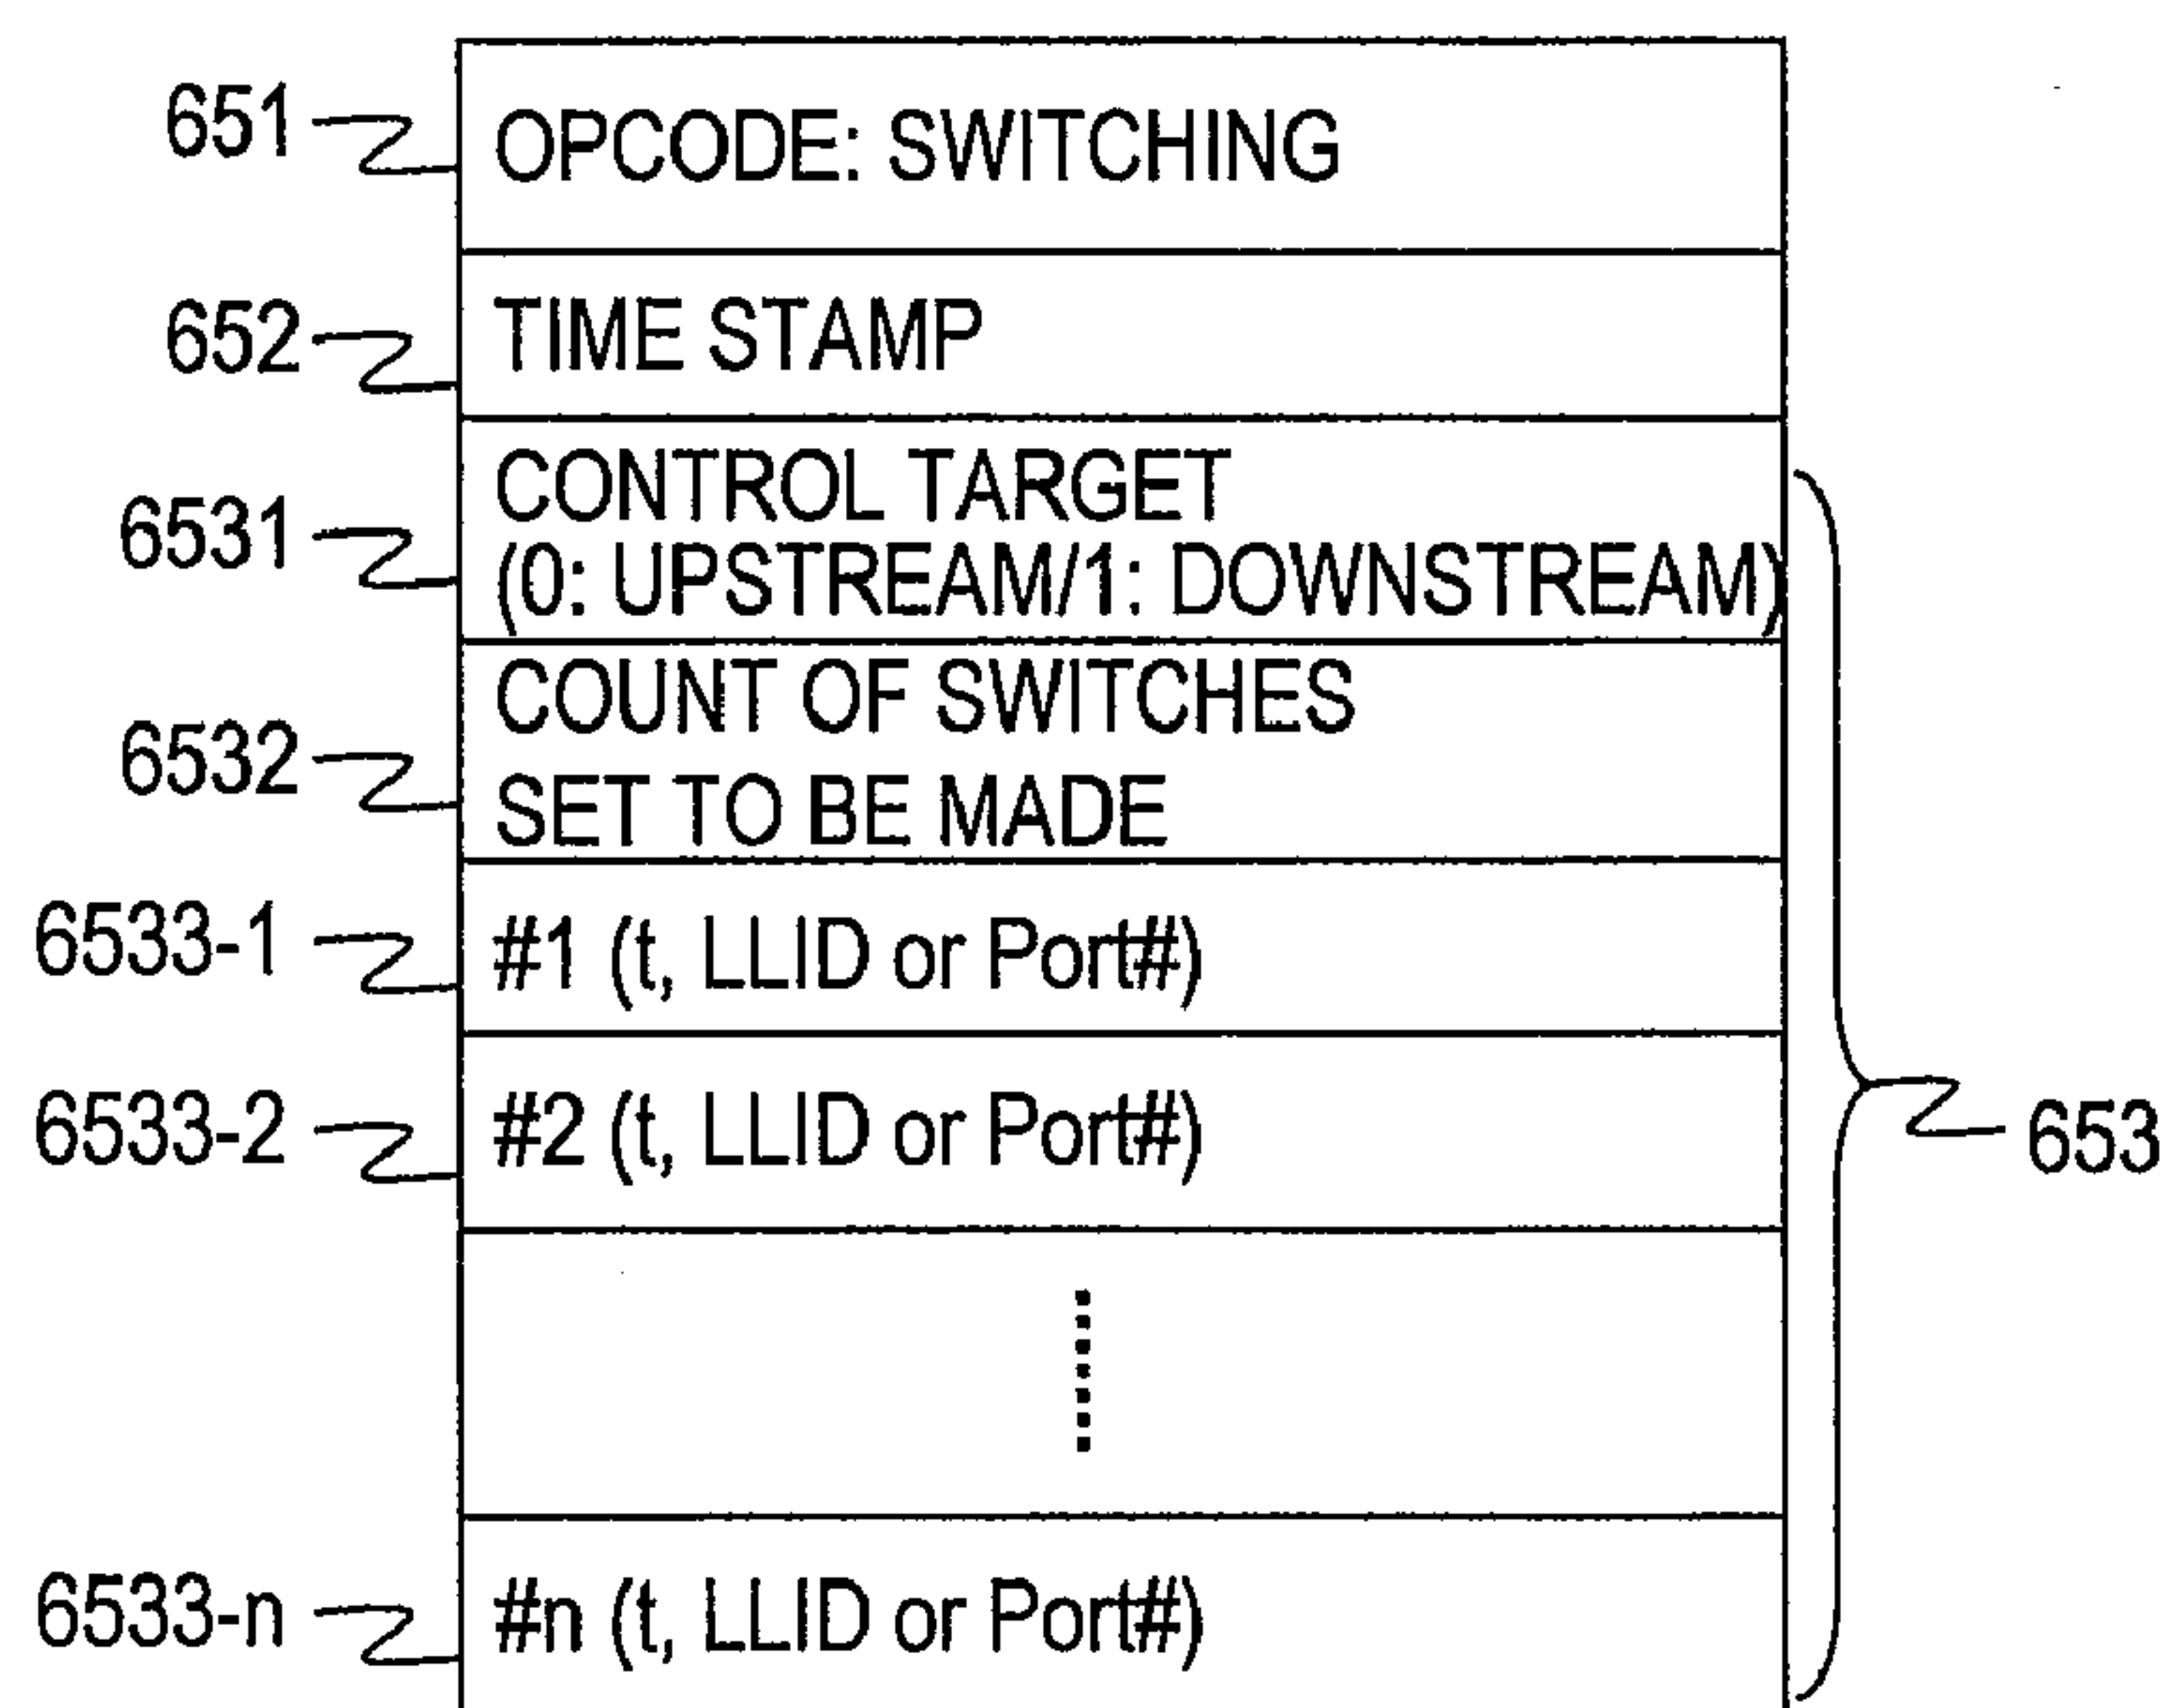 651 OPCODE: SWITCHING
652 TIME STAMP
6531 CONTROL TARGET
(0: UPSTREAM/1: DOWNSTREAM)
6532 COUNT OF SWITCHES
SET TO BE MADE
6533-1 #1 (t, LLID or Port#)
6533-2 #2 (t, LLID or Port#)
653
6533-n #n (t, LLID or Port#)